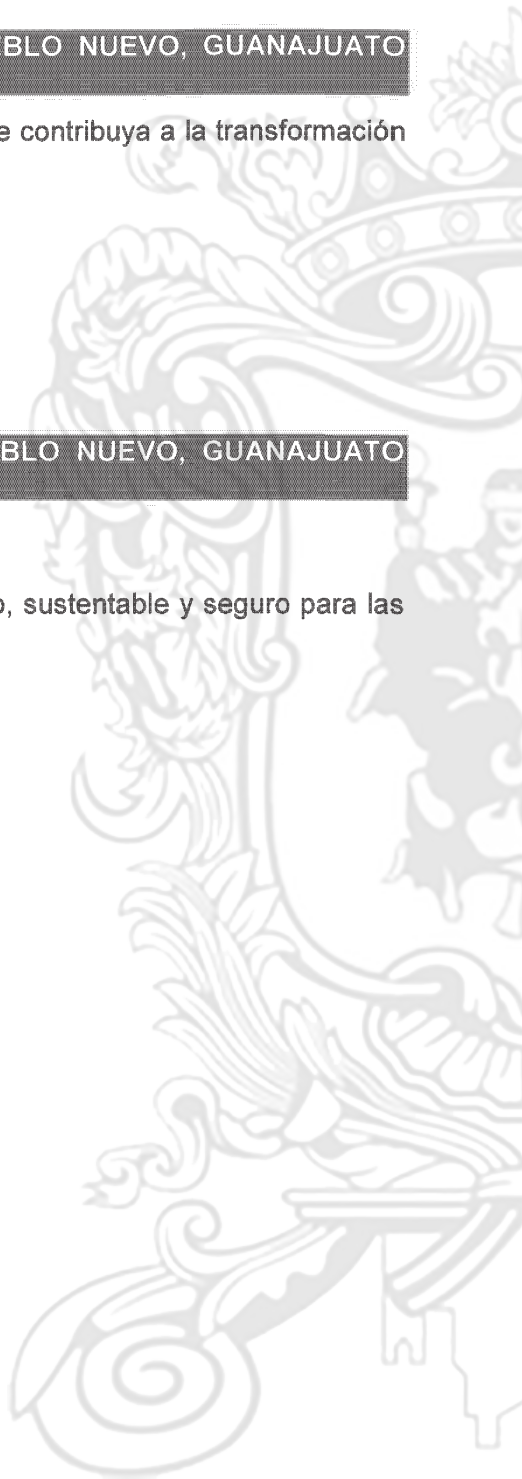 BLO NUEVO, GUANAJUATO
e contribuya a la transformación
BLO NUEVO, GUANAJUATO
o, sustentable y seguro para las